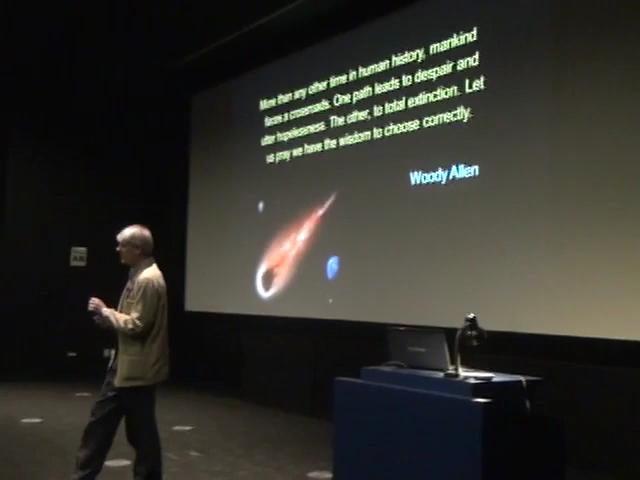 More than any other time in human history, mankind
faces a crossroads. One path leads to despair and
utter hopelessness. The other, to total extinction. Let
us pray we have the wisdom to choose correctly.
Woody Allen